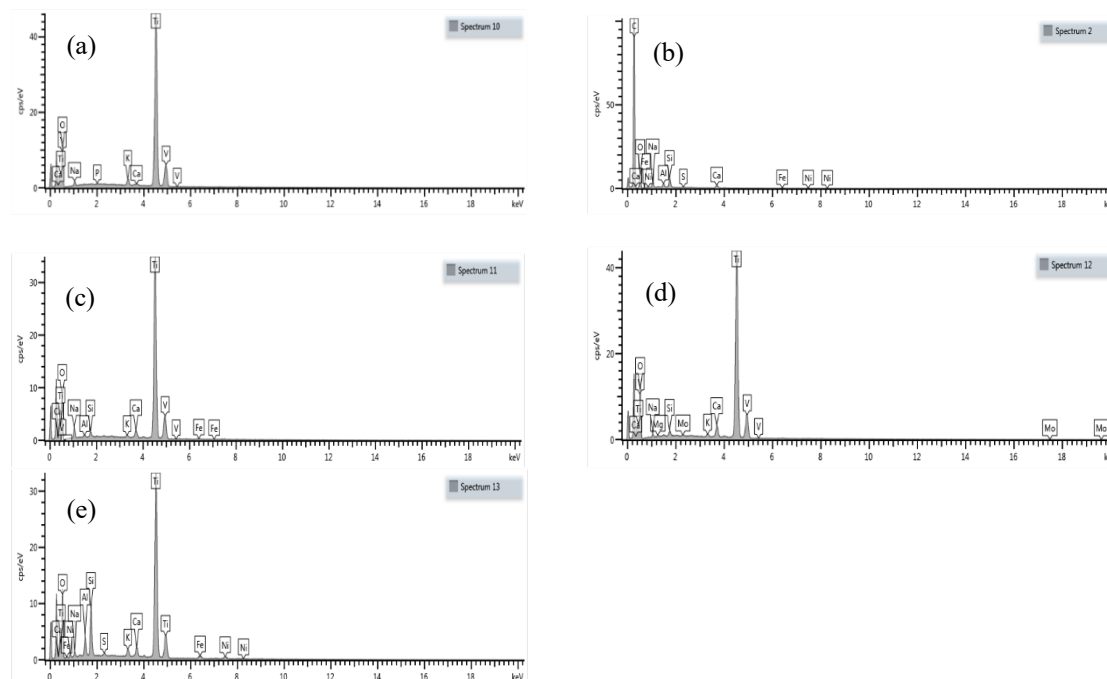 (a)
Spectrum 10
cps/eV
40
20
0
Ti
O
V
Ti
Ca
Na
P
K
Ca
V
V
0 2 4 6 8 10 12 14 16 18 keV
(b)
Spectrum 2
cps/eV
50
0
C
O
Na
Fe
Si
Ca
Ni
Al
S
Ca
Fe
Ni
Ni
0 2 4 6 8 10 12 14 16 18
(c)
Spectrum 11
cps/eV
30
20
10
0
Ti
O
Ti
Na
Al
Si
K
Ca
V
V
Fe
Fe
0 2 4 6 8 10 12 14 16 18 keV
(d)
Spectrum 12
cps/eV
40
20
0
Ti
O
V
Ti
Ca
Na
Mg
Si
Mo
K
Ca
V
V
Mo
Mo
0 2 4 6 8 10 12 14 16 18
(e)
Spectrum 13
cps/eV
30
20
10
0
Ti
O
Si
Al
Ti
Na
Ni
Fe
S
K
Ca
Ti
Fe
Ni
Ni
0 2 4 6 8 10 12 14 16 18 keV